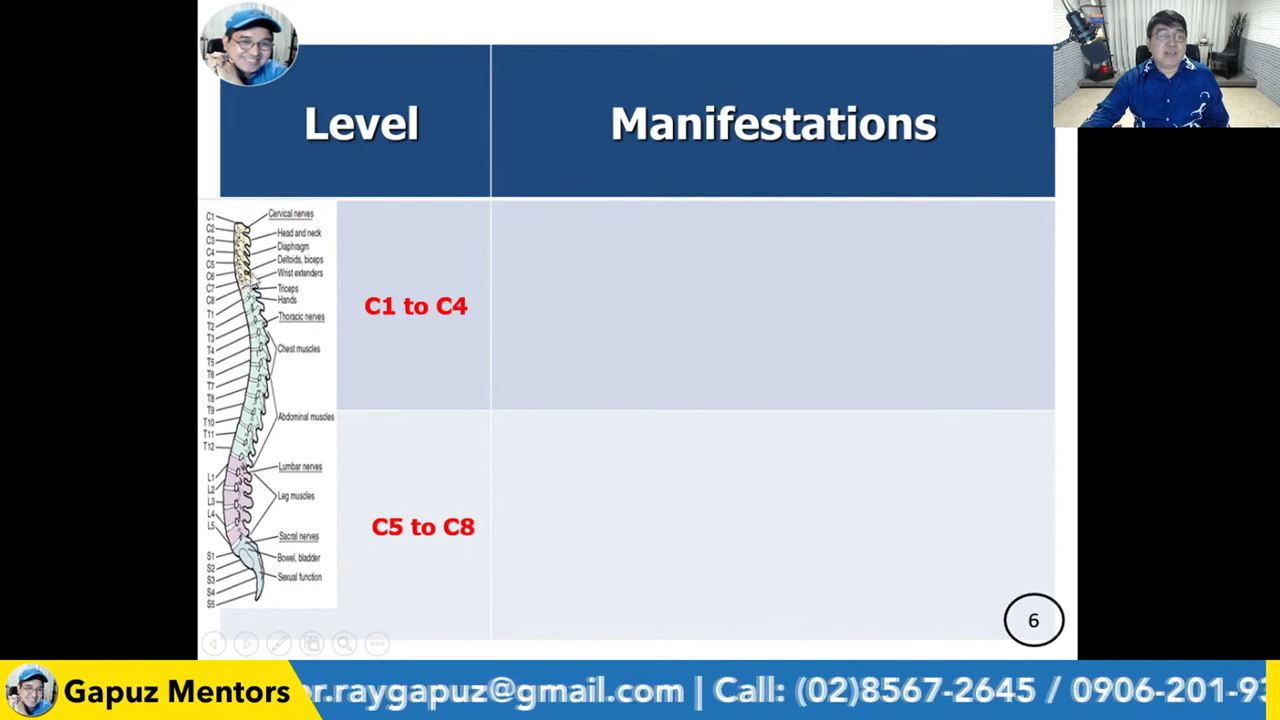 Level
Manifestations
C1
C2
C3
C4
C5
C6
C7
C8
T1
T2
T3
T4
T5
T6
T7
T8
T9
T10
T11
T12
L1
L2
L3
L4
L5
S1
S2
S3
S4
S5
Cervical nerves
Head and neck
Diaphragm
Deltoids, biceps
Wrist extenders
Triceps
Hands
Thoracic nerves
Chest muscles
Abdominal muscles
Lumbar nerves
Leg muscles
Sacral nerves
Bowel, bladder
Sexual function
C1 to C4
C5 to C8
6
Gapuz Mentors
or.raygapuz@gmail.com | Call: (02)8567-2645 / 0906-201-93